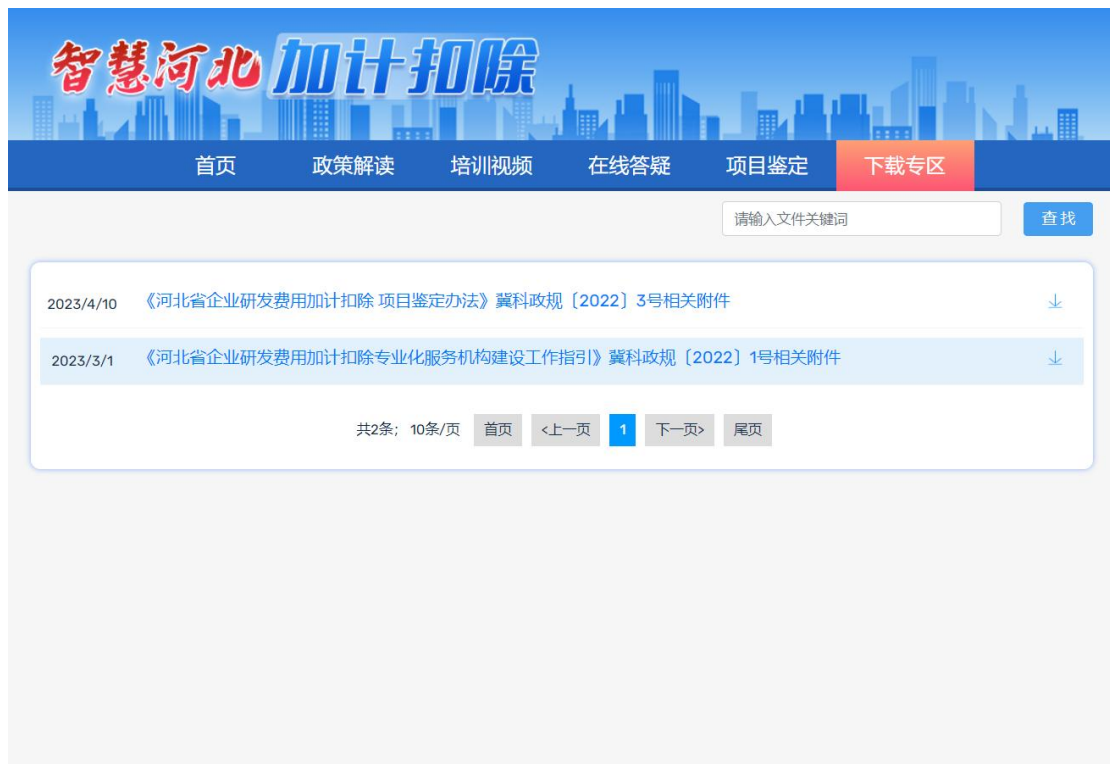 智慧河北 加计扣除
首页 政策解读 培训视频 在线答疑 项目鉴定 下载专区
请输入文件关键词 查找
2023/4/10 《河北省企业研发费用加计扣除 项目鉴定办法》冀科政规〔2022〕3号相关附件
2023/3/1 《河北省企业研发费用加计扣除专业化服务机构建设工作指引》冀科政规〔2022〕1号相关附件
共2条; 10条/页 首页 <上一页 1 下一页> 尾页